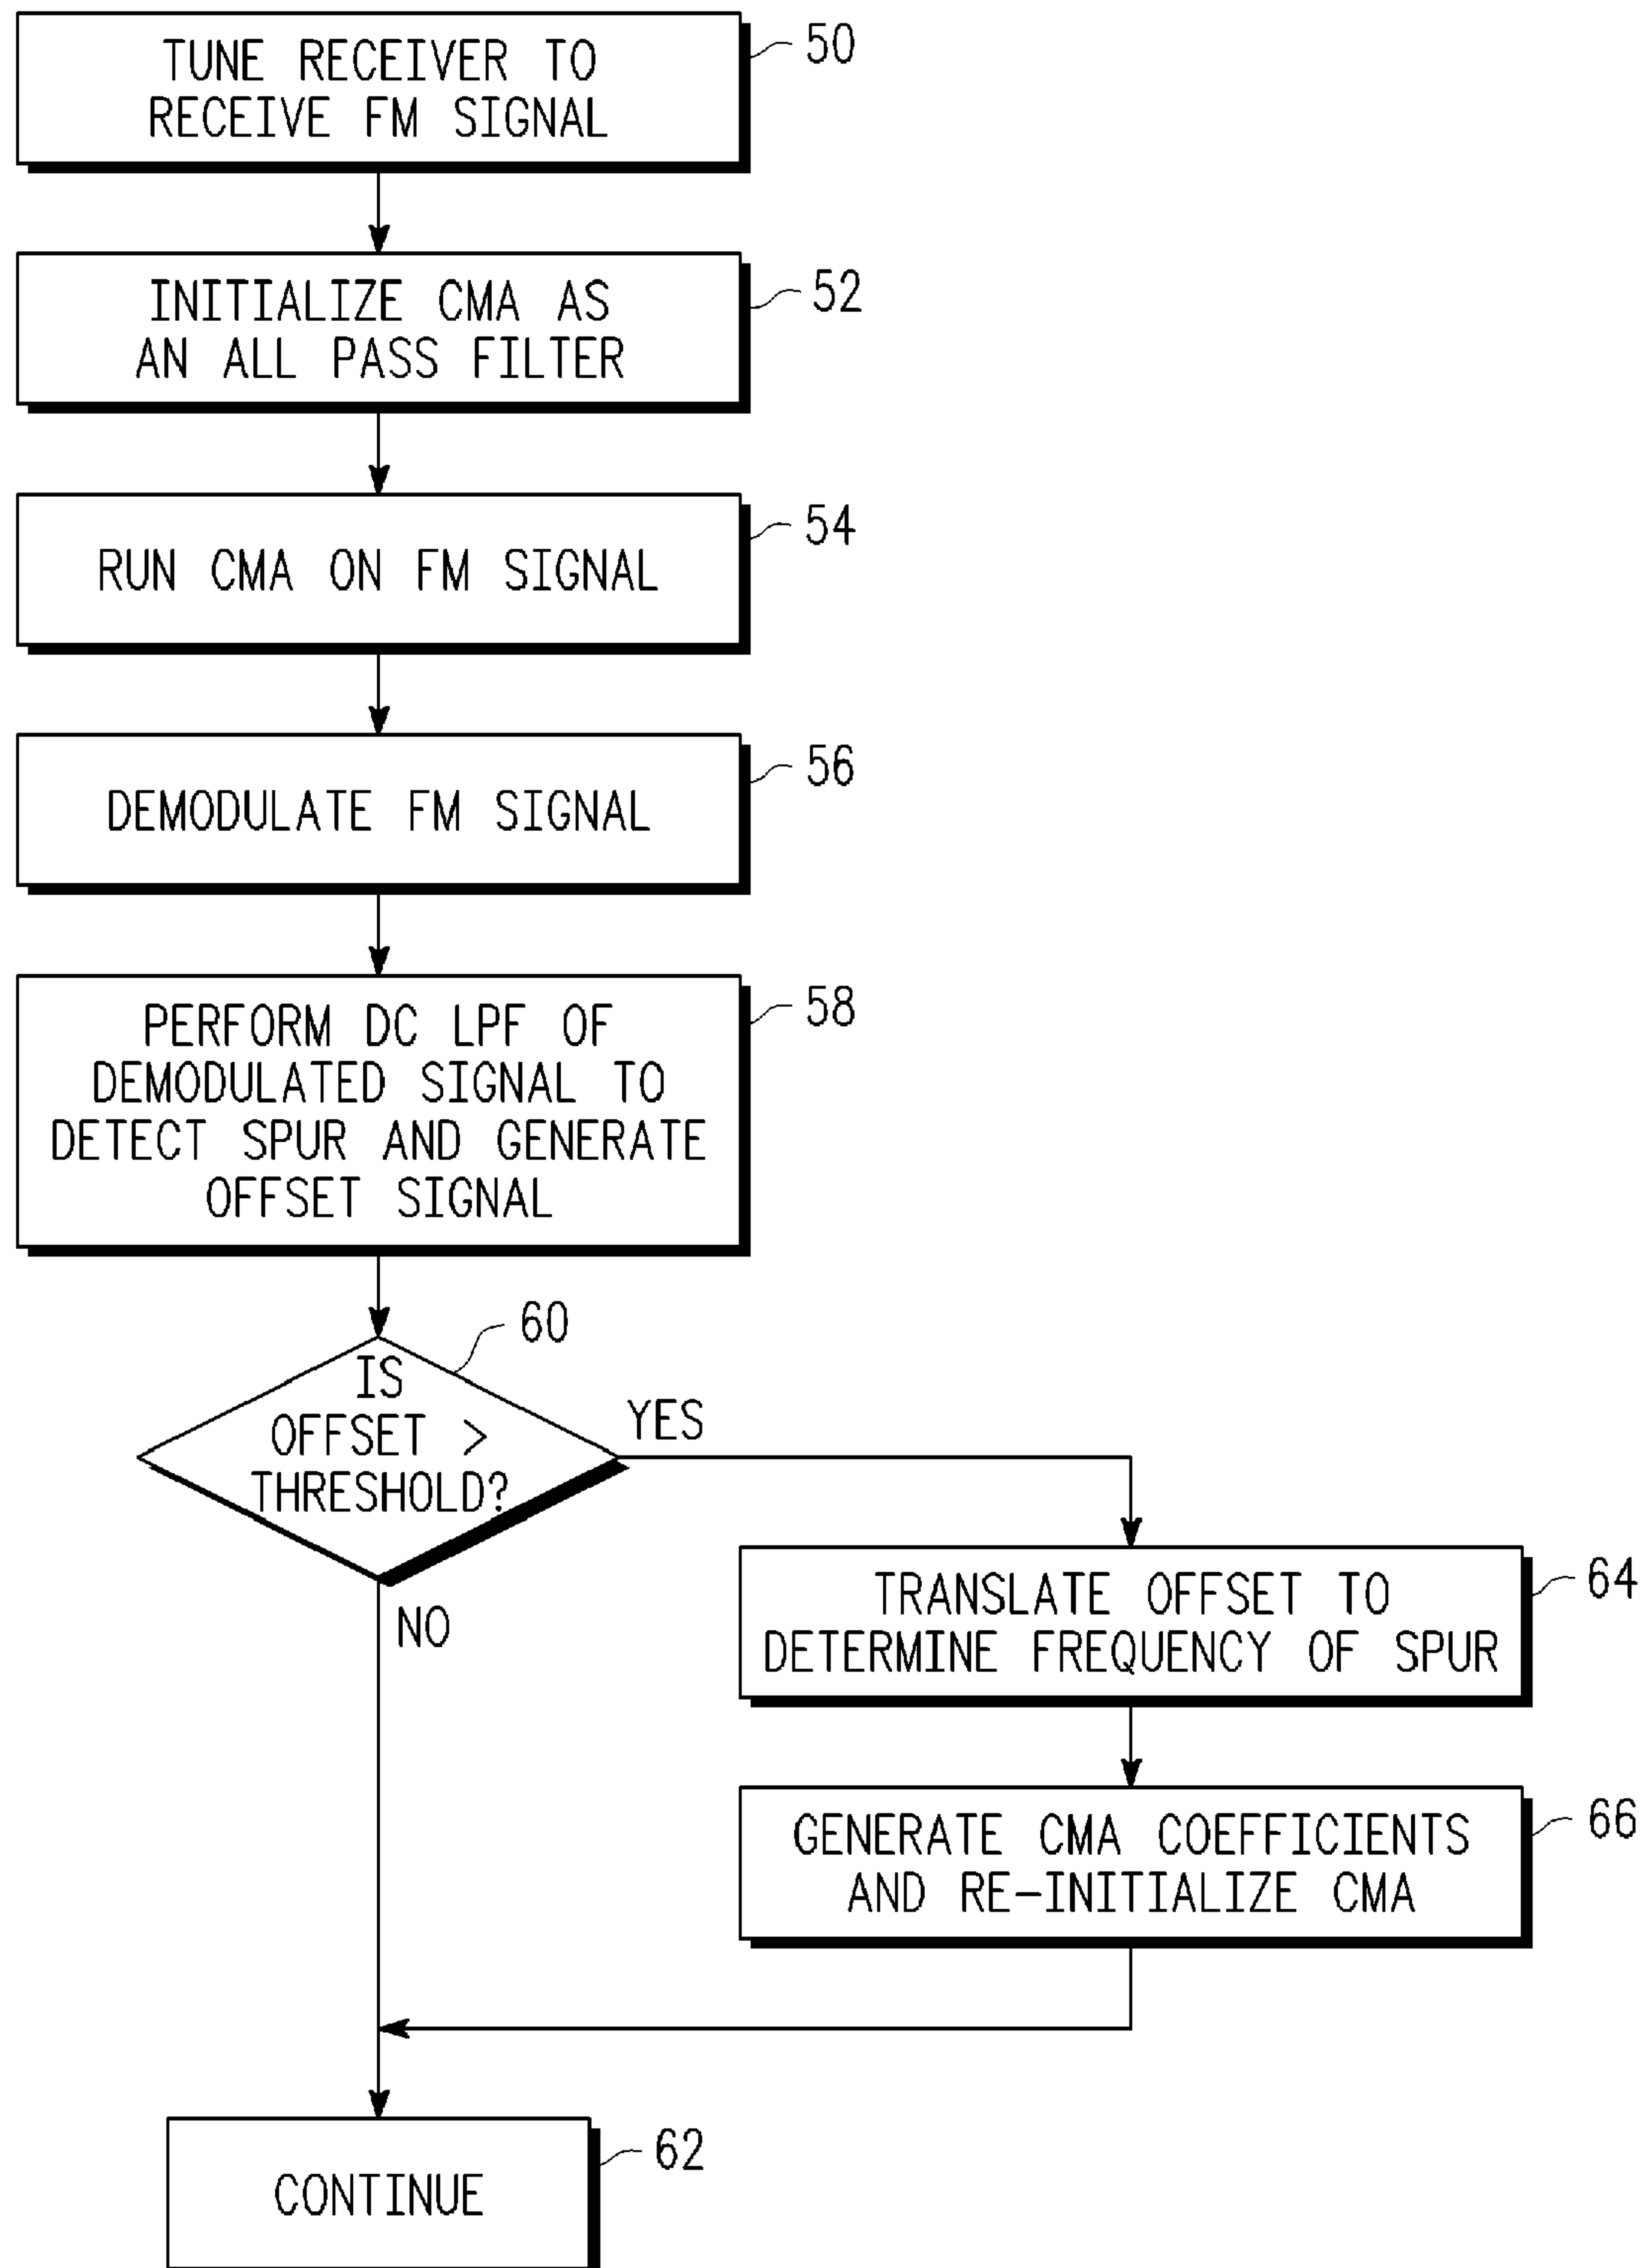 TUNE RECEIVER TO
RECEIVE FM SIGNAL
50
INITIALIZE CMA AS
AN ALL PASS FILTER
52
RUN CMA ON FM SIGNAL
54
DEMODULATE FM SIGNAL
56
PERFORM DC LPF OF
DEMODULATED SIGNAL TO
DETECT SPUR AND GENERATE
OFFSET SIGNAL
58
60
IS
OFFSET >
THRESHOLD?
YES
NO
TRANSLATE OFFSET TO
DETERMINE FREQUENCY OF SPUR
64
GENERATE CMA COEFFICIENTS
AND RE-INITIALIZE CMA
66
CONTINUE
62